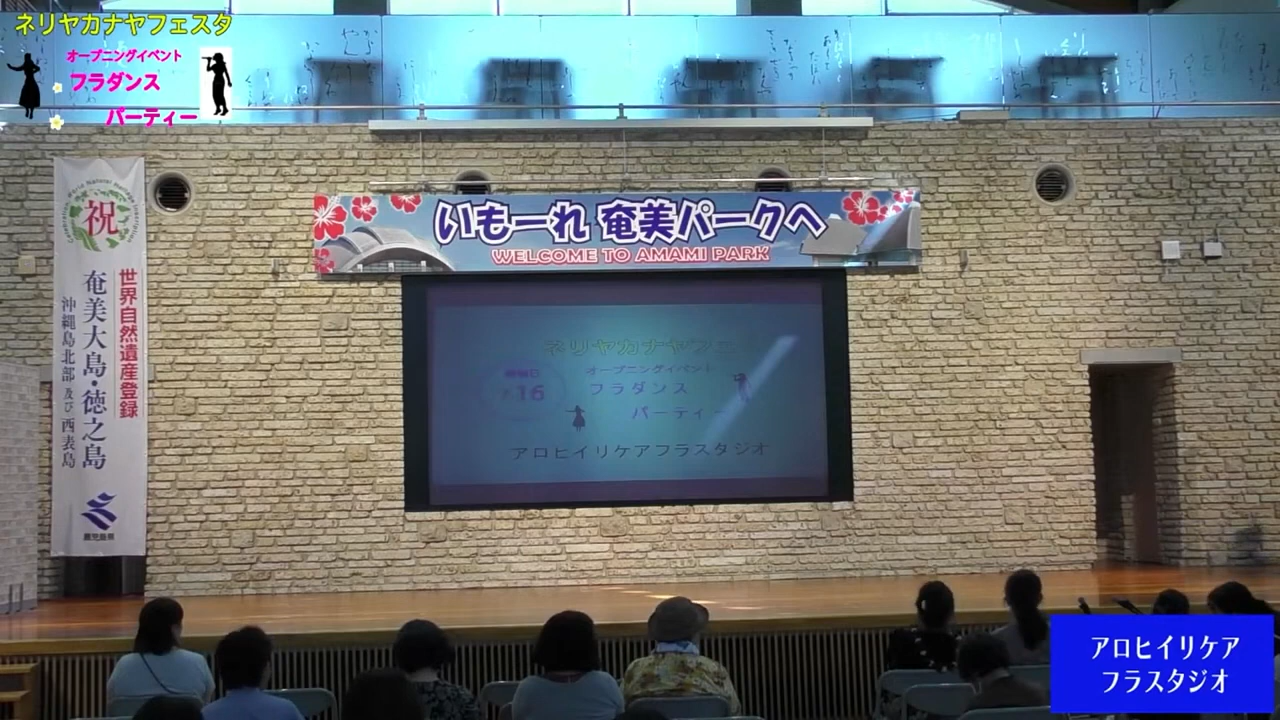 ネリヤカナヤフェスタ
オープニングイベント
フラダンス
パーティー
祝
世界自然遺産登録
奄美大島・徳之島
沖縄島北部及び西表島
鹿児島県
いもーれ 奄美パークへ
WELCOME TO AMAMI PARK
ネリヤカナヤフェ
オープニングイベント
16
フラダンス
パーティー
アロヒイリケアフラスタジオ
アロヒイリケア
フラスタジオ